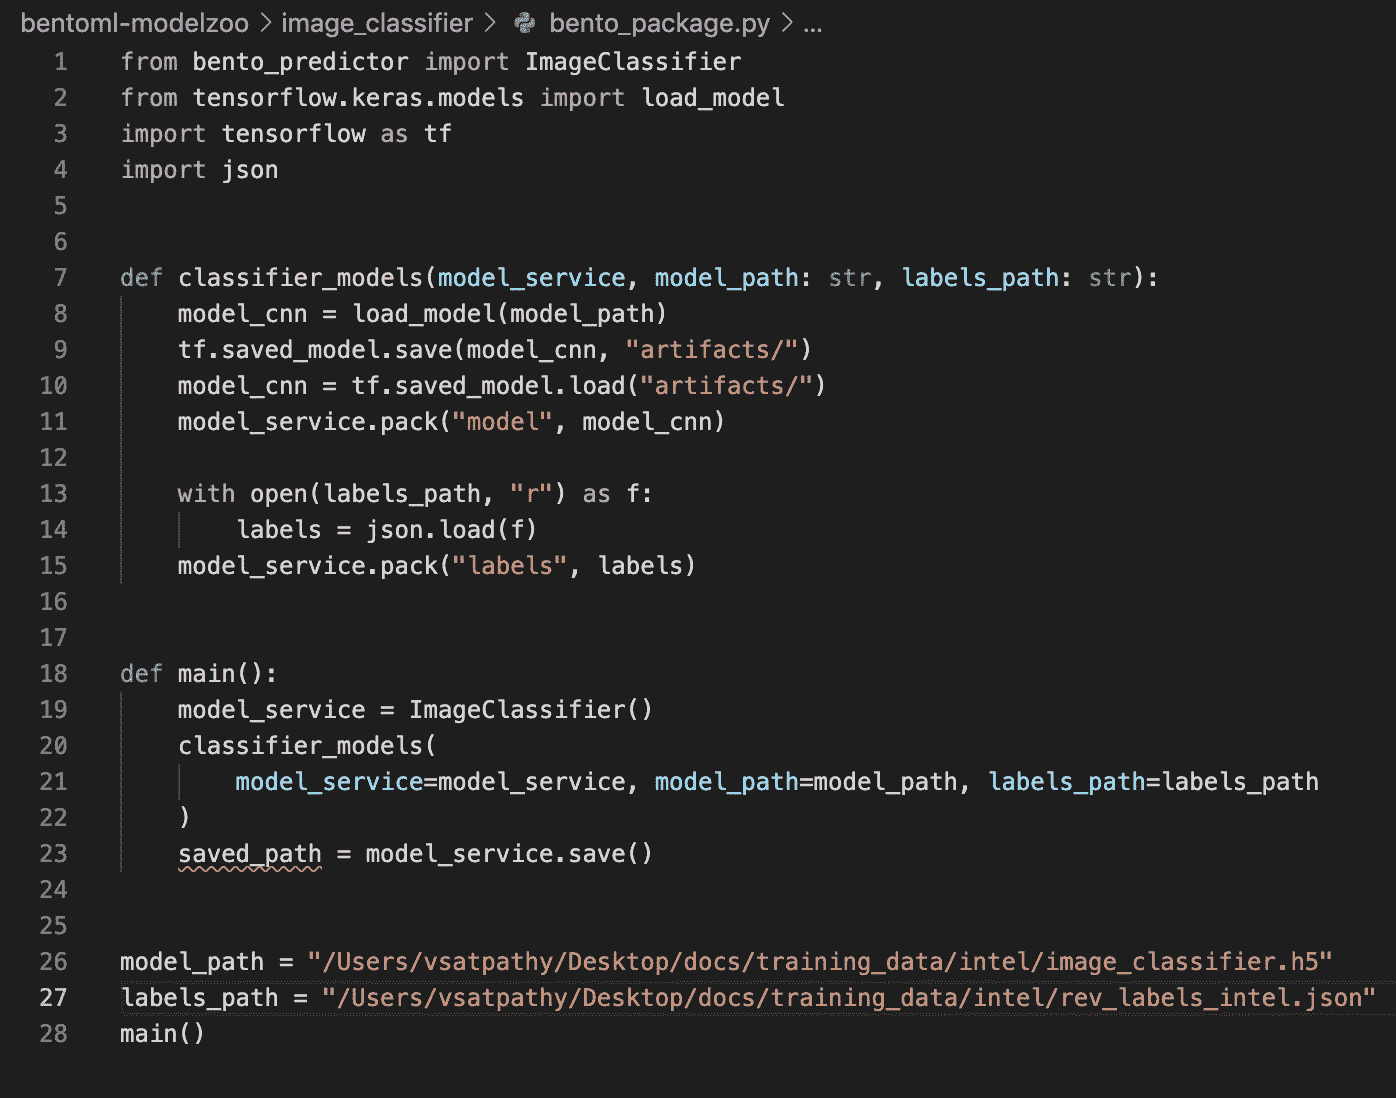 bentoml-modelzoo > image_classifier > bento_package.py > ...
1 from bento_predictor import ImageClassifier
2 from tensorflow.keras.models import load_model
3 import tensorflow as tf
4 import json
5
6
7 def classifier_models(model_service, model_path: str, labels_path: str):
8     model_cnn = load_model(model_path)
9     tf.saved_model.save(model_cnn, "artifacts/")
10     model_cnn = tf.saved_model.load("artifacts/")
11     model_service.pack("model", model_cnn)
12
13     with open(labels_path, "r") as f:
14         labels = json.load(f)
15     model_service.pack("labels", labels)
16
17
18 def main():
19     model_service = ImageClassifier()
20     classifier_models(
21         model_service=model_service, model_path=model_path, labels_path=labels_path
22     )
23     saved_path = model_service.save()
24
25
26 model_path = "/Users/vsatpathy/Desktop/docs/training_data/intel/image_classifier.h5"
27 labels_path = "/Users/vsatpathy/Desktop/docs/training_data/intel/rev_labels_intel.json"
28 main()